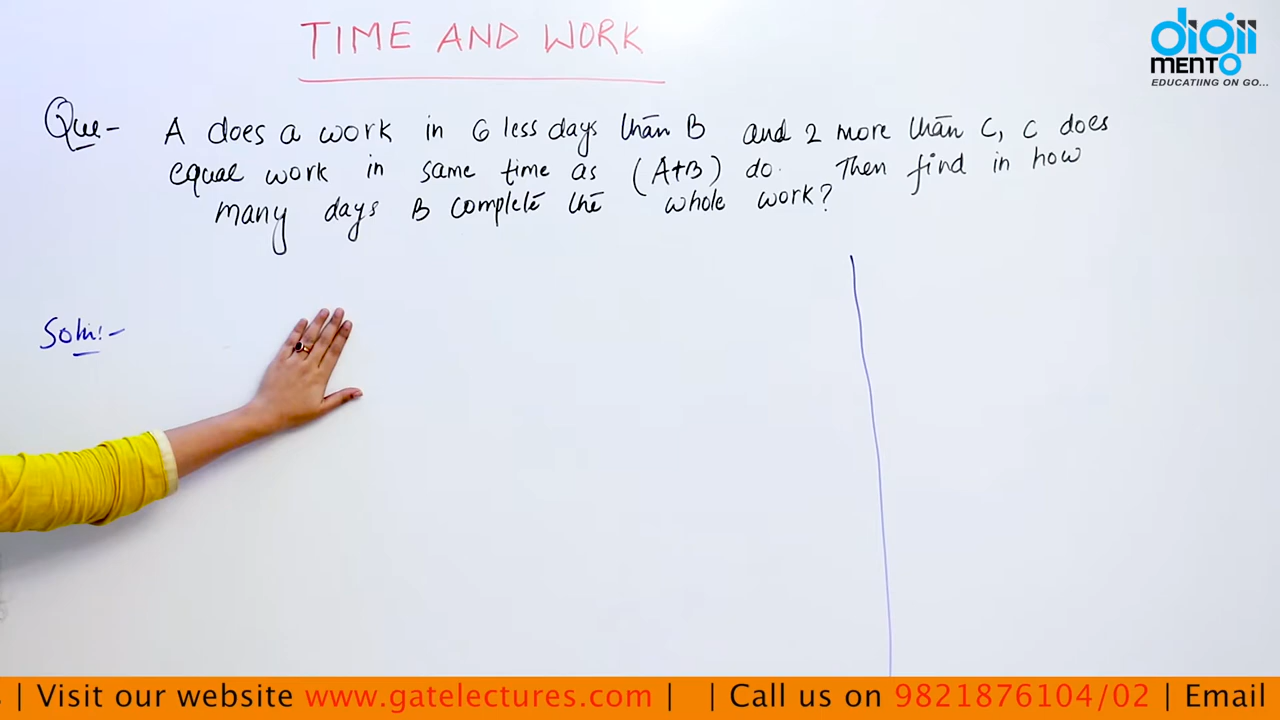 TIME AND WORK
digii
MENTO
EDUCATIING ON GO...
Que- A does a work in 6 less days than B and 2 more than C, C does
equal work in same time as (A+B) do. Then find in how
many days B complete the whole work?
Soln:-
| Visit our website www.gatelectures.com | | Call us on 9821876104/02 | Email